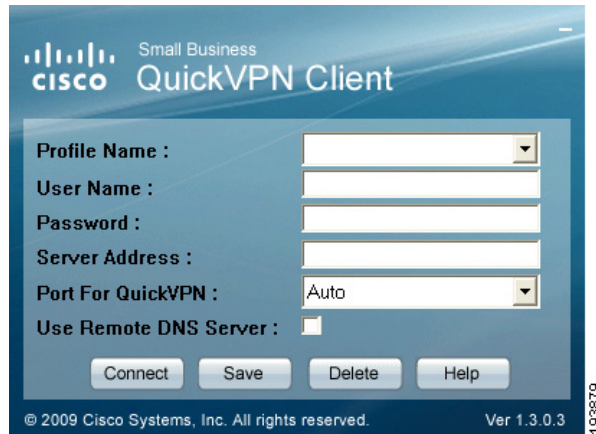 Small Business
CISCO QuickVPN Client
Profile Name :
User Name :
Password :
Server Address :
Port For QuickVPN : Auto
Use Remote DNS Server :
Connect Save Delete Help
© 2009 Cisco Systems, Inc. All rights reserved. Ver 1.3.0.3
193879